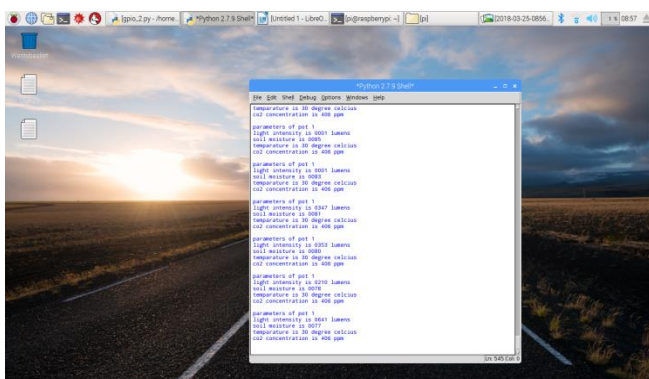 lgpio_2.py - /home..
*Python 2.7.9 Shell*
[Untitled 1 - LibreO..
[pi@raspberrypi: ~]
[pi]
[2018-03-25-0856..
1 %
08:57
Wastebasket
*Python 2.7.9 Shell*
File Edit Shell Debug Options Windows Help
temparature is 30 degree celcius
co2 concentration is 406 ppm
parameters of pot 1
light intensity is 0001 lumens
soil moisture is 0085
temparature is 30 degree celcius
co2 concentration is 406 ppm
parameters of pot 1
light intensity is 0001 lumens
soil moisture is 0083
temparature is 30 degree celcius
co2 concentration is 406 ppm
parameters of pot 1
light intensity is 0347 lumens
soil moisture is 0081
temparature is 30 degree celcius
co2 concentration is 406 ppm
parameters of pot 1
light intensity is 0353 lumens
soil moisture is 0080
temparature is 30 degree celcius
co2 concentration is 406 ppm
parameters of pot 1
light intensity is 0210 lumens
soil moisture is 0078
temparature is 30 degree celcius
co2 concentration is 406 ppm
parameters of pot 1
light intensity is 0641 lumens
soil moisture is 0077
temparature is 30 degree celcius
co2 concentration is 406 ppm
Ln: 545 Col: 0